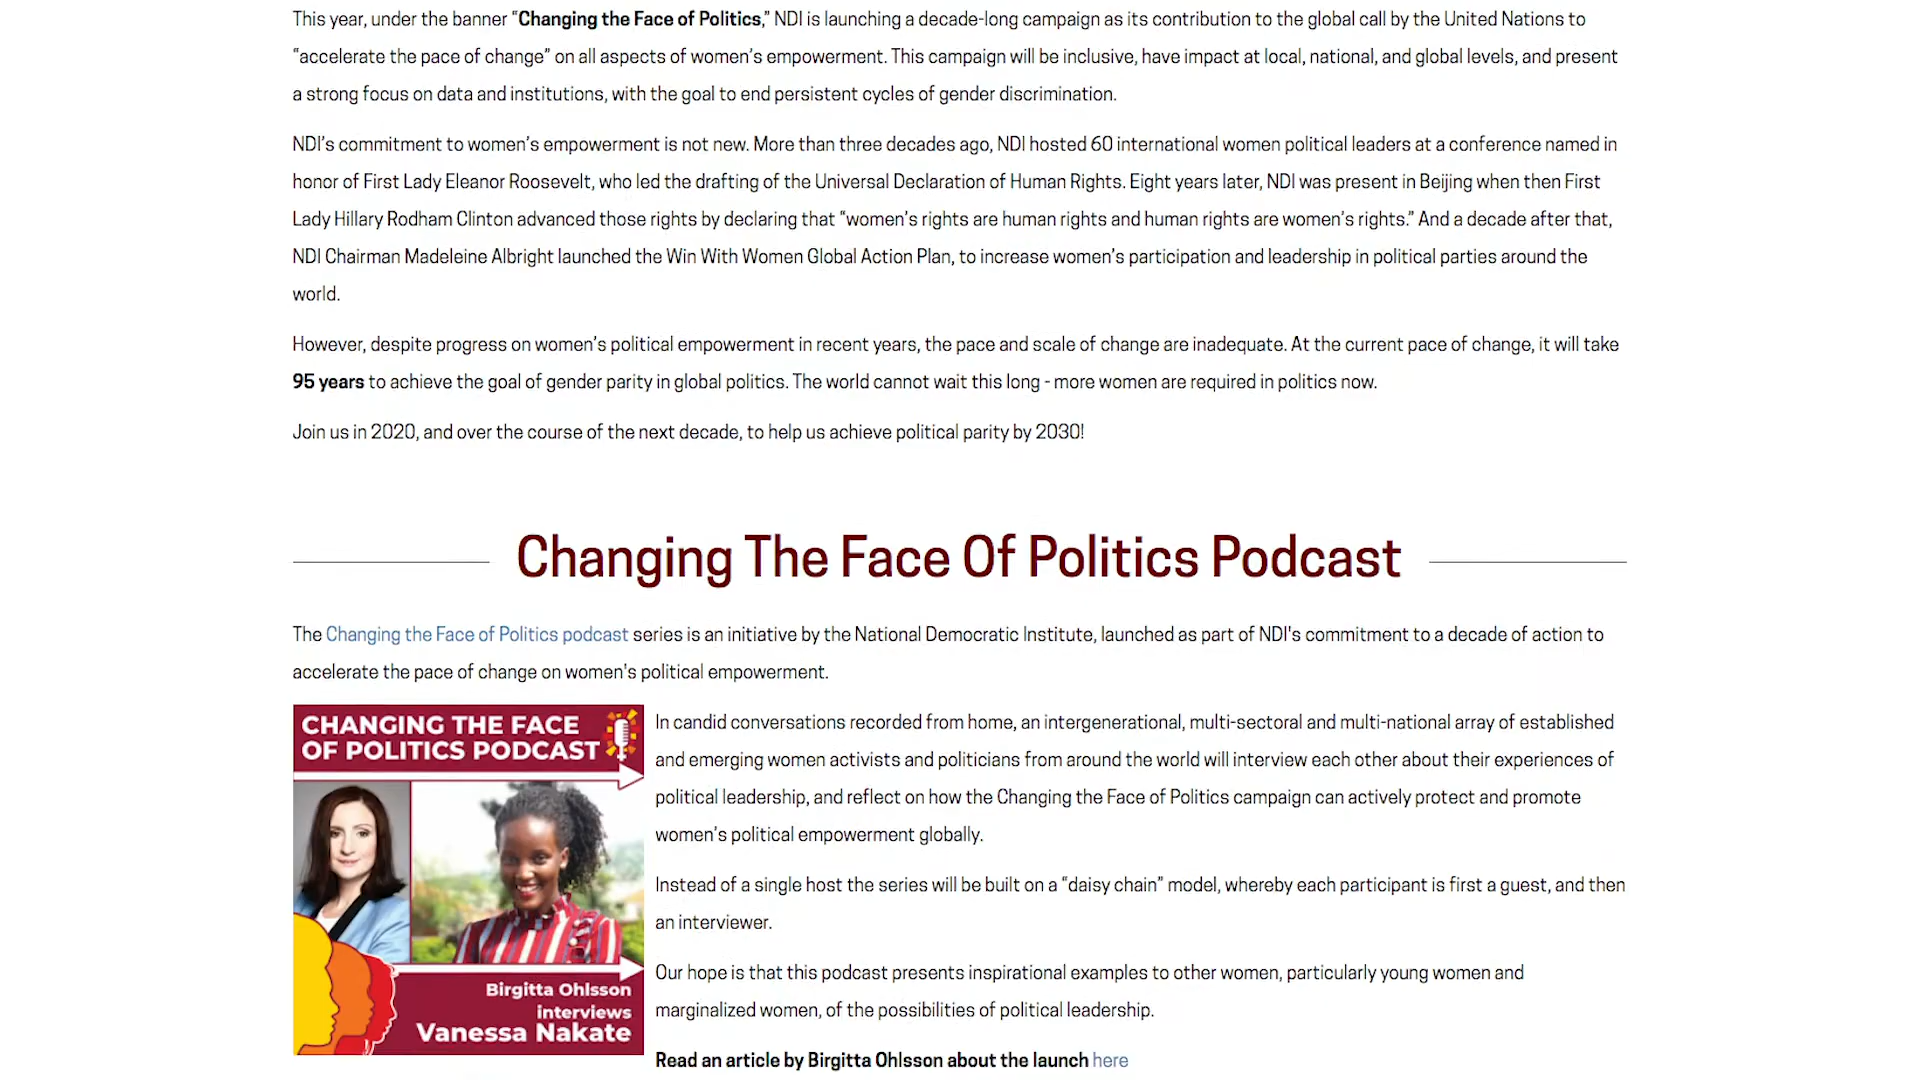 This year, under the banner “Changing the Face of Politics,” NDI is launching a decade-long campaign as its contribution to the global call by the United Nations to
“accelerate the pace of change” on all aspects of women’s empowerment. This campaign will be inclusive, have impact at local, national, and global levels, and present
a strong focus on data and institutions, with the goal to end persistent cycles of gender discrimination.
NDI’s commitment to women’s empowerment is not new. More than three decades ago, NDI hosted 60 international women political leaders at a conference named in
honor of First Lady Eleanor Roosevelt, who led the drafting of the Universal Declaration of Human Rights. Eight years later, NDI was present in Beijing when then First
Lady Hillary Rodham Clinton advanced those rights by declaring that “women’s rights are human rights and human rights are women’s rights.” And a decade after that,
NDI Chairman Madeleine Albright launched the Win With Women Global Action Plan, to increase women’s participation and leadership in political parties around the
world.
However, despite progress on women’s political empowerment in recent years, the pace and scale of change are inadequate. At the current pace of change, it will take
95 years to achieve the goal of gender parity in global politics. The world cannot wait this long - more women are required in politics now.
Join us in 2020, and over the course of the next decade, to help us achieve political parity by 2030!
Changing The Face Of Politics Podcast
The Changing the Face of Politics podcast series is an initiative by the National Democratic Institute, launched as part of NDI's commitment to a decade of action to
accelerate the pace of change on women's political empowerment.
CHANGING THE FACE
OF POLITICS PODCAST
Birgitta Ohlsson
interviews
Vanessa Nakate
In candid conversations recorded from home, an intergenerational, multi-sectoral and multi-national array of established
and emerging women activists and politicians from around the world will interview each other about their experiences of
political leadership, and reflect on how the Changing the Face of Politics campaign can actively protect and promote
women’s political empowerment globally.
Instead of a single host the series will be built on a “daisy chain” model, whereby each participant is first a guest, and then
an interviewer.
Our hope is that this podcast presents inspirational examples to other women, particularly young women and
marginalized women, of the possibilities of political leadership.
Read an article by Birgitta Ohlsson about the launch here